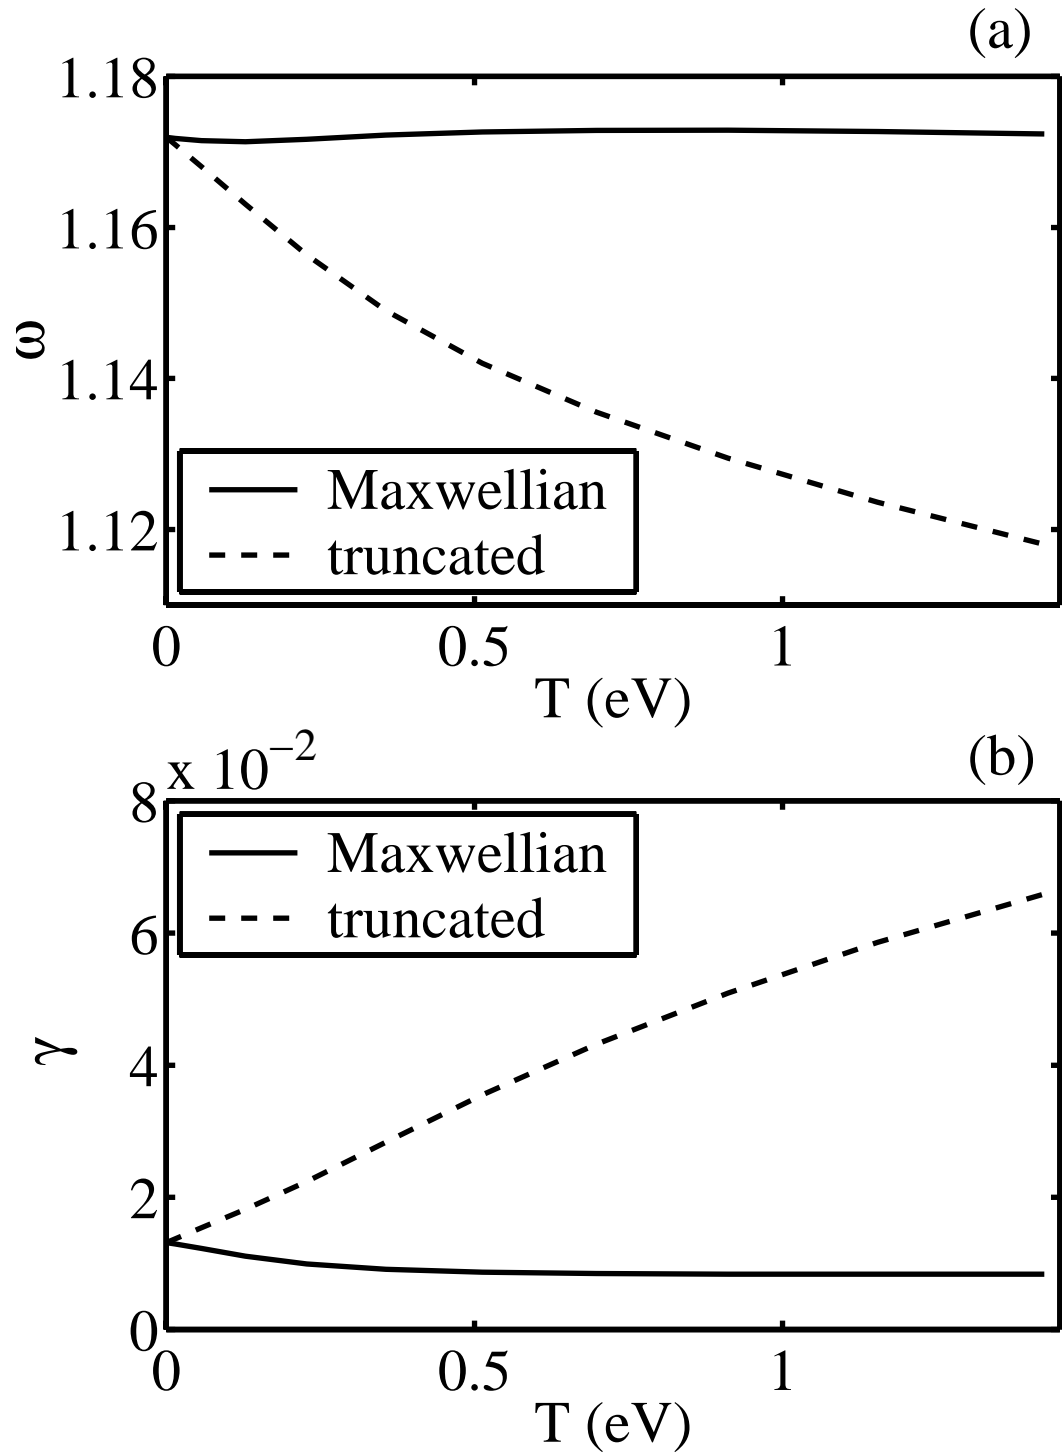 (a)
1.18
1.16
1.14
1.12
ω
Maxwellian
truncated
0 0.5 1
T (eV)
x 10−2
(b)
8
6
4
2
0
γ
Maxwellian
truncated
0 0.5 1
T (eV)